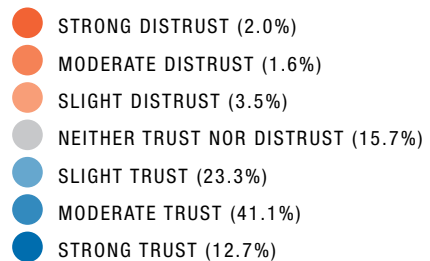 STRONG DISTRUST (2.0%)
MODERATE DISTRUST (1.6%)
SLIGHT DISTRUST (3.5%)
NEITHER TRUST NOR DISTRUST (15.7%)
SLIGHT TRUST (23.3%)
MODERATE TRUST (41.1%)
STRONG TRUST (12.7%)